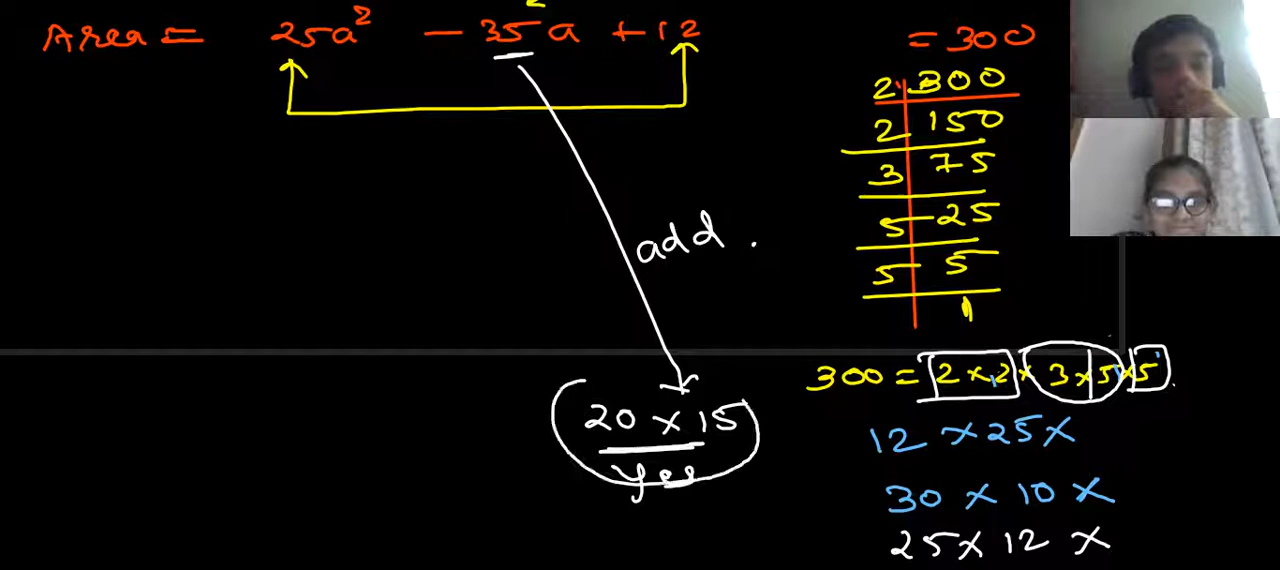 Area = 25a² - 35a + 12
= 300
2 300
2 150
3 75
5 25
5 5
1
add.
300 = 2 × 2 × 3 × 5 × 5
20 × 15
yes
12 × 25 ×
30 × 10 ×
25 × 12 ×